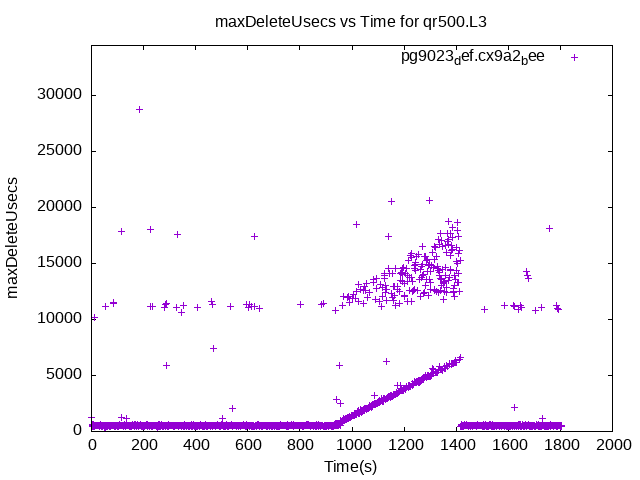 maxDeleteUsecs vs Time for qr500.L3
pg9023def.cx9a2bee
30000
25000
20000
15000
10000
5000
0
maxDeleteUsecs
0 200 400 600 800 1000 1200 1400 1600 1800 2000
Time(s)